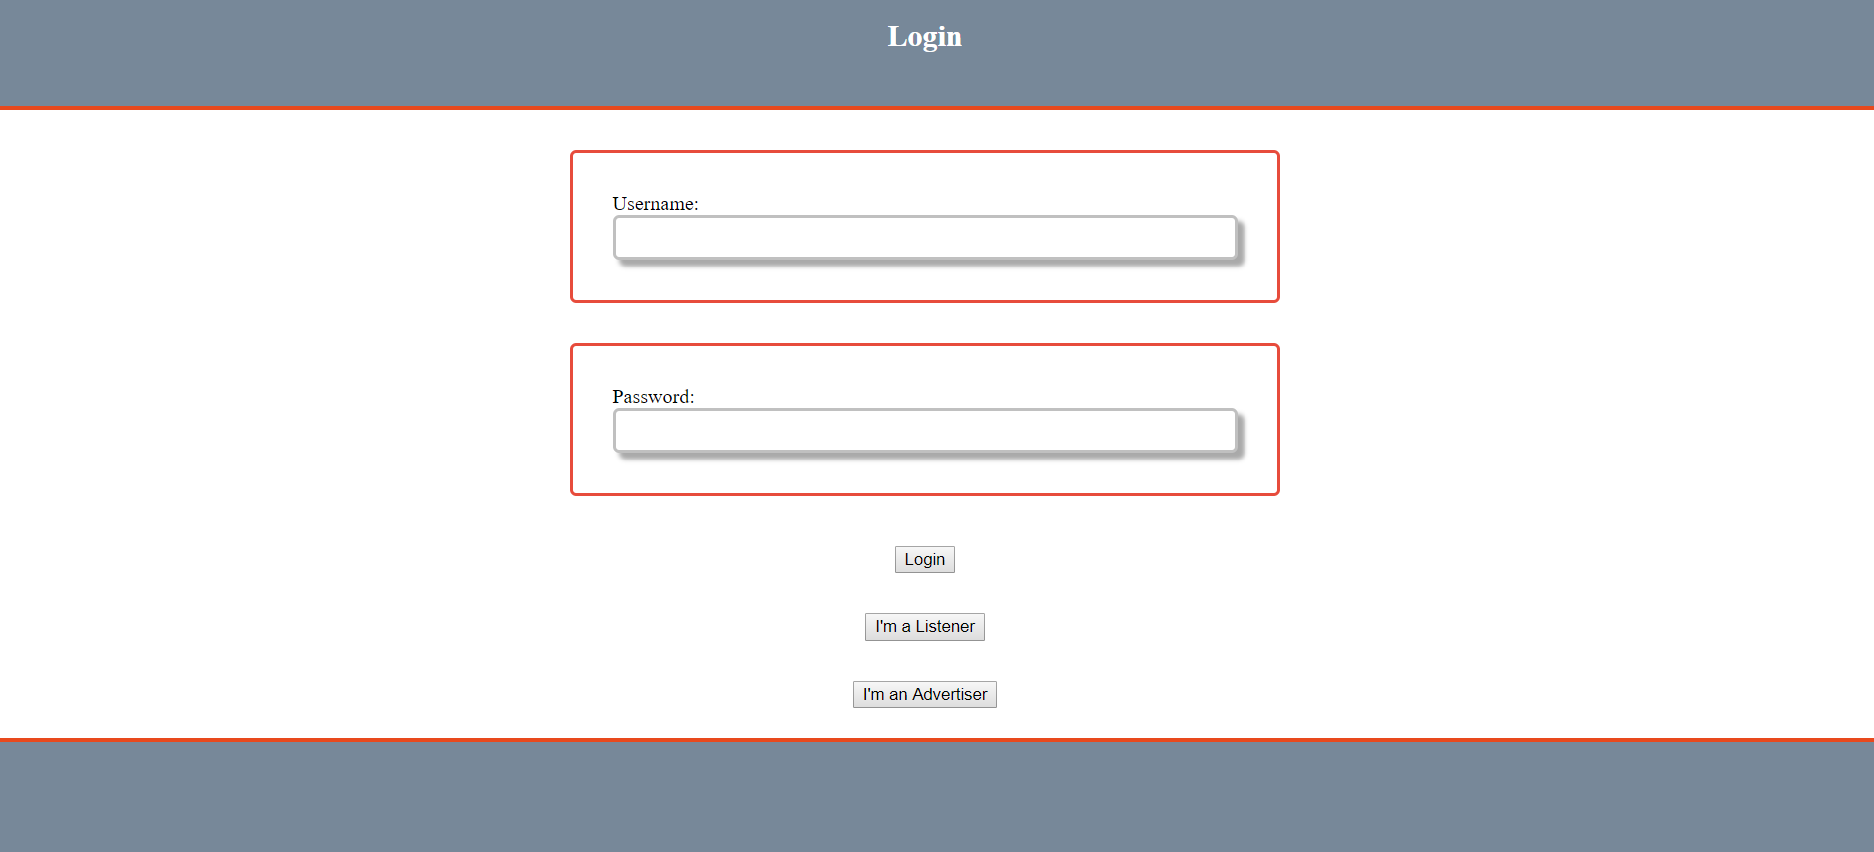 Login
Username:
Password:
Login
I'm a Listener
I'm an Advertiser